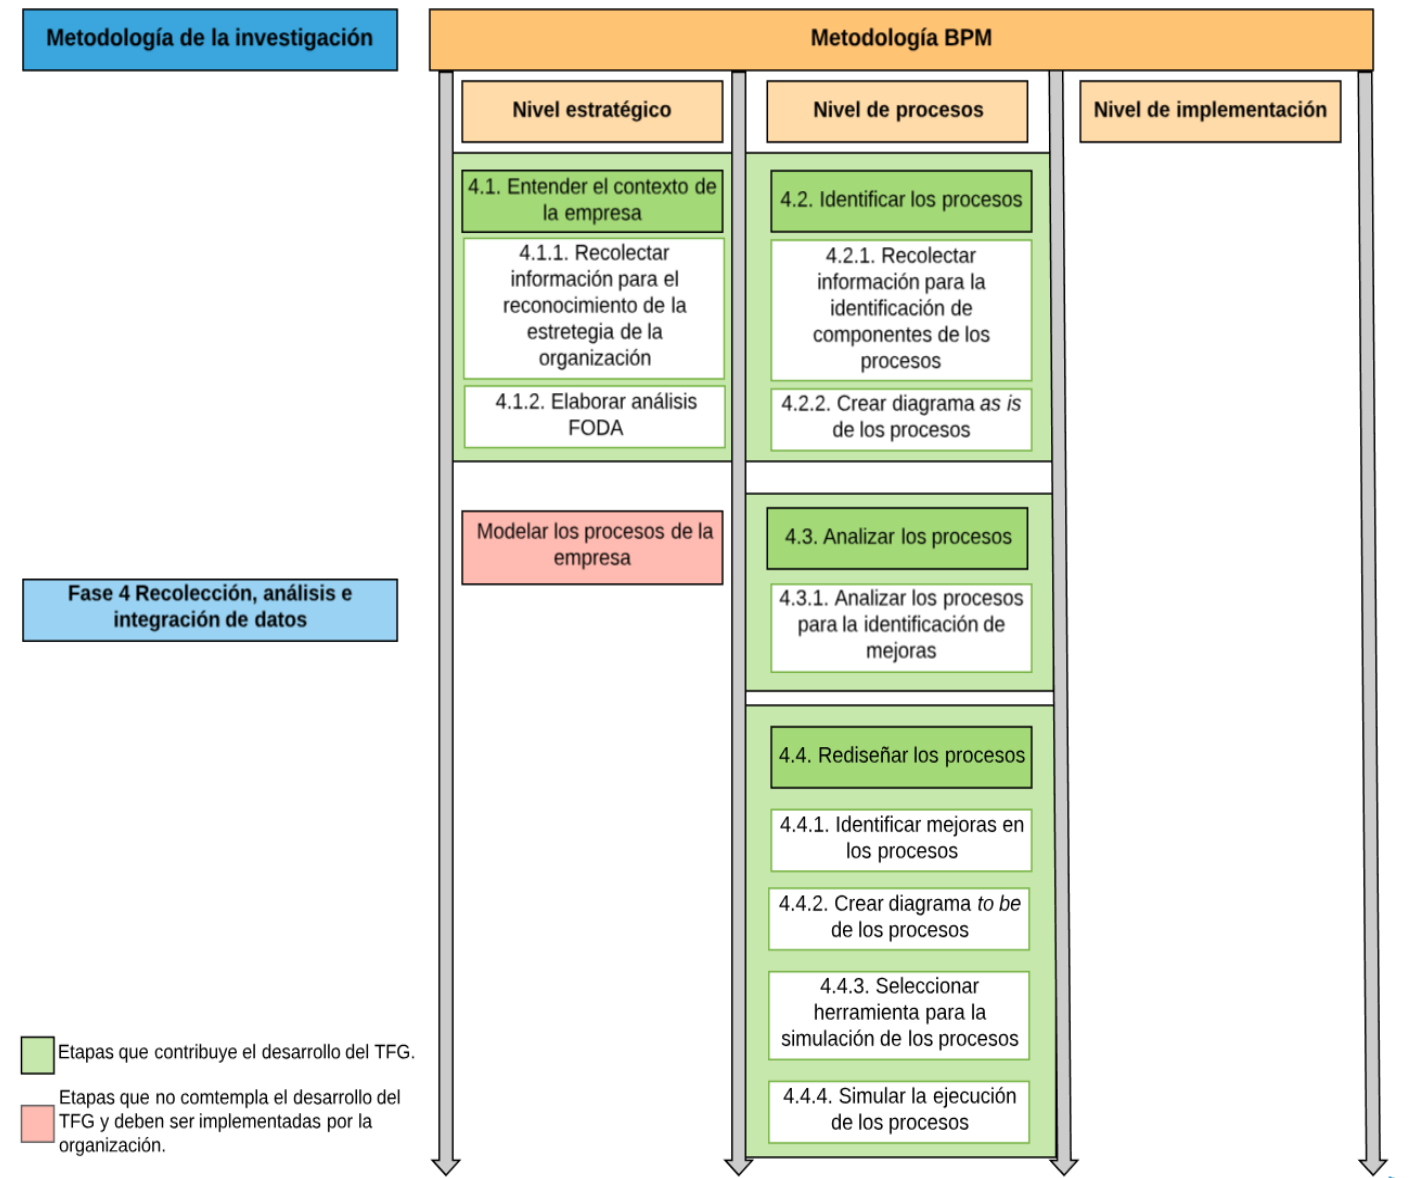 Metodología de la investigación
Metodología BPM
Nivel estratégico
Nivel de procesos
Nivel de implementación
4.1. Entender el contexto de
la empresa
4.1.1. Recolectar
información para el
reconocimiento de la
estretegia de la
organización
4.1.2. Elaborar análisis
FODA
4.2. Identificar los procesos
4.2.1. Recolectar
información para la
identificación de
componentes de los
procesos
4.2.2. Crear diagrama as is
de los procesos
Modelar los procesos de la
empresa
4.3. Analizar los procesos
4.3.1. Analizar los procesos
para la identificación de
mejoras
Fase 4 Recolección, análisis e
integración de datos
4.4. Rediseñar los procesos
4.4.1. Identificar mejoras en
los procesos
4.4.2. Crear diagrama to be
de los procesos
4.4.3. Seleccionar
herramienta para la
simulación de los procesos
4.4.4. Simular la ejecución
de los procesos
Etapas que contribuye el desarrollo del TFG.
Etapas que no comtempla el desarrollo del
TFG y deben ser implementadas por la
organización.